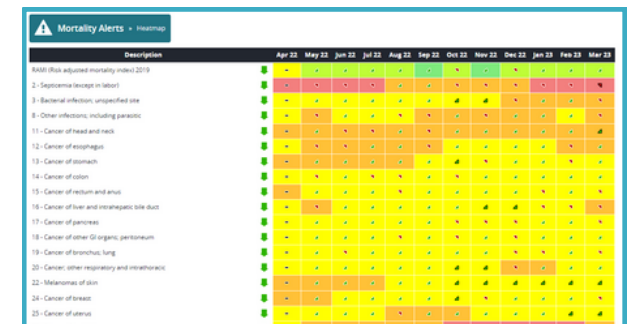 Mortality Alerts • Heatmap
Description Apr 22 May 22 Jun 22 Jul 22 Aug 22 Sep 22 Oct 22 Nov 22 Dec 22 Jan 23 Feb 23 Mar 23
RAMI (Risk adjusted mortality index) 2019
2 - Septicemia (except in labor)
3 - Bacterial infection; unspecified site
8 - Other infections; including parasitic
11 - Cancer of head and neck
12 - Cancer of esophagus
13 - Cancer of stomach
14 - Cancer of colon
15 - Cancer of rectum and anus
16 - Cancer of liver and intrahepatic bile duct
17 - Cancer of pancreas
18 - Cancer of other GI organs; peritoneum
19 - Cancer of bronchus; lung
20 - Cancer; other respiratory and intrathoracic
22 - Melanomas of skin
24 - Cancer of breast
25 - Cancer of uterus